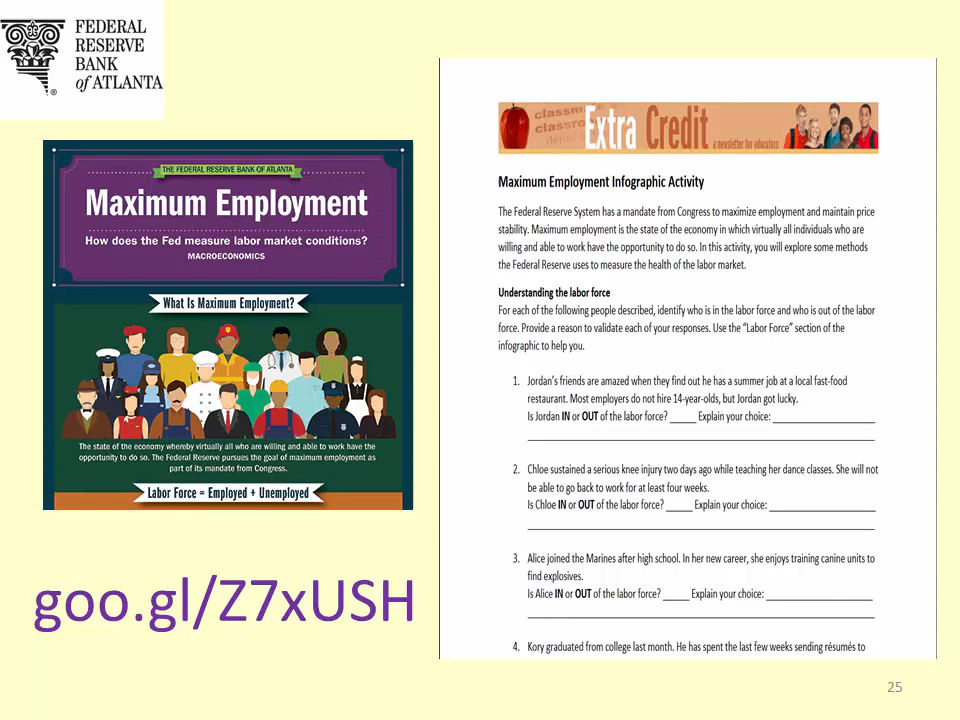 FEDERAL
RESERVE
BANK
of ATLANTA
®
THE FEDERAL RESERVE BANK OF ATLANTA
Maximum Employment
How does the Fed measure labor market conditions?
MACROECONOMICS
What Is Maximum Employment?
The state of the economy whereby virtually all who are willing and able to work have the
opportunity to do so. The Federal Reserve pursues the goal of maximum employment as
part of its mandate from Congress.
Labor Force = Employed + Unemployed
goo.gl/Z7xUSH
Extra Credit
a newsletter for educators
Maximum Employment Infographic Activity
The Federal Reserve System has a mandate from Congress to maximize employment and maintain price
stability. Maximum employment is the state of the economy in which virtually all individuals who are
willing and able to work have the opportunity to do so. In this activity, you will explore some methods
the Federal Reserve uses to measure the health of the labor market.
Understanding the labor force
For each of the following people described, identify who is in the labor force and who is out of the labor
force. Provide a reason to validate each of your responses. Use the “Labor Force” section of the
infographic to help you.
1. Jordan’s friends are amazed when they find out he has a summer job at a local fast-food
restaurant. Most employers do not hire 14-year-olds, but Jordan got lucky.
Is Jordan IN or OUT of the labor force? _____ Explain your choice: ____________________
2. Chloe sustained a serious knee injury two days ago while teaching her dance classes. She will not
be able to go back to work for at least four weeks.
Is Chloe IN or OUT of the labor force? _____ Explain your choice: ____________________
3. Alice joined the Marines after high school. In her new career, she enjoys training canine units to
find explosives.
Is Alice IN or OUT of the labor force? _____ Explain your choice: ____________________
4. Kory graduated from college last month. He has spent the last few weeks sending résumés to
25